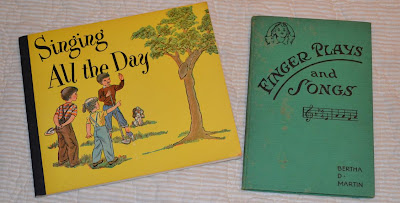 Singing
All the Day
FINGER PLAYS
and
SONGS
BERTHA
D-
MARTIN